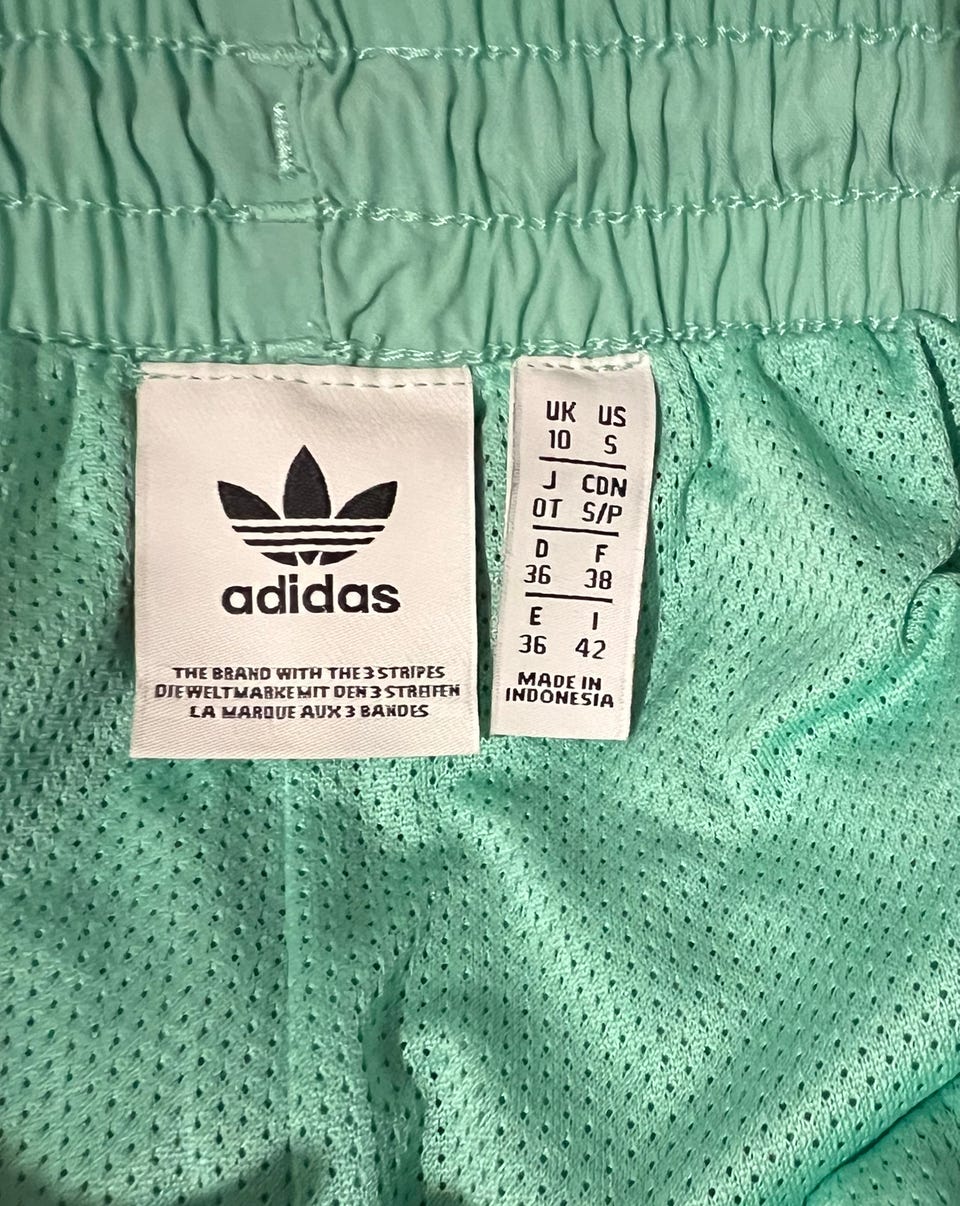 adidas
THE BRAND WITH THE 3 STRIPES
DIE WELTMARKE MIT DEN 3 STREIFEN
LA MARQUE AUX 3 BANDES
UK US
10 S
J CDN
OT S/P
D F
36 38
E I
36 42
MADE IN
INDONESIA